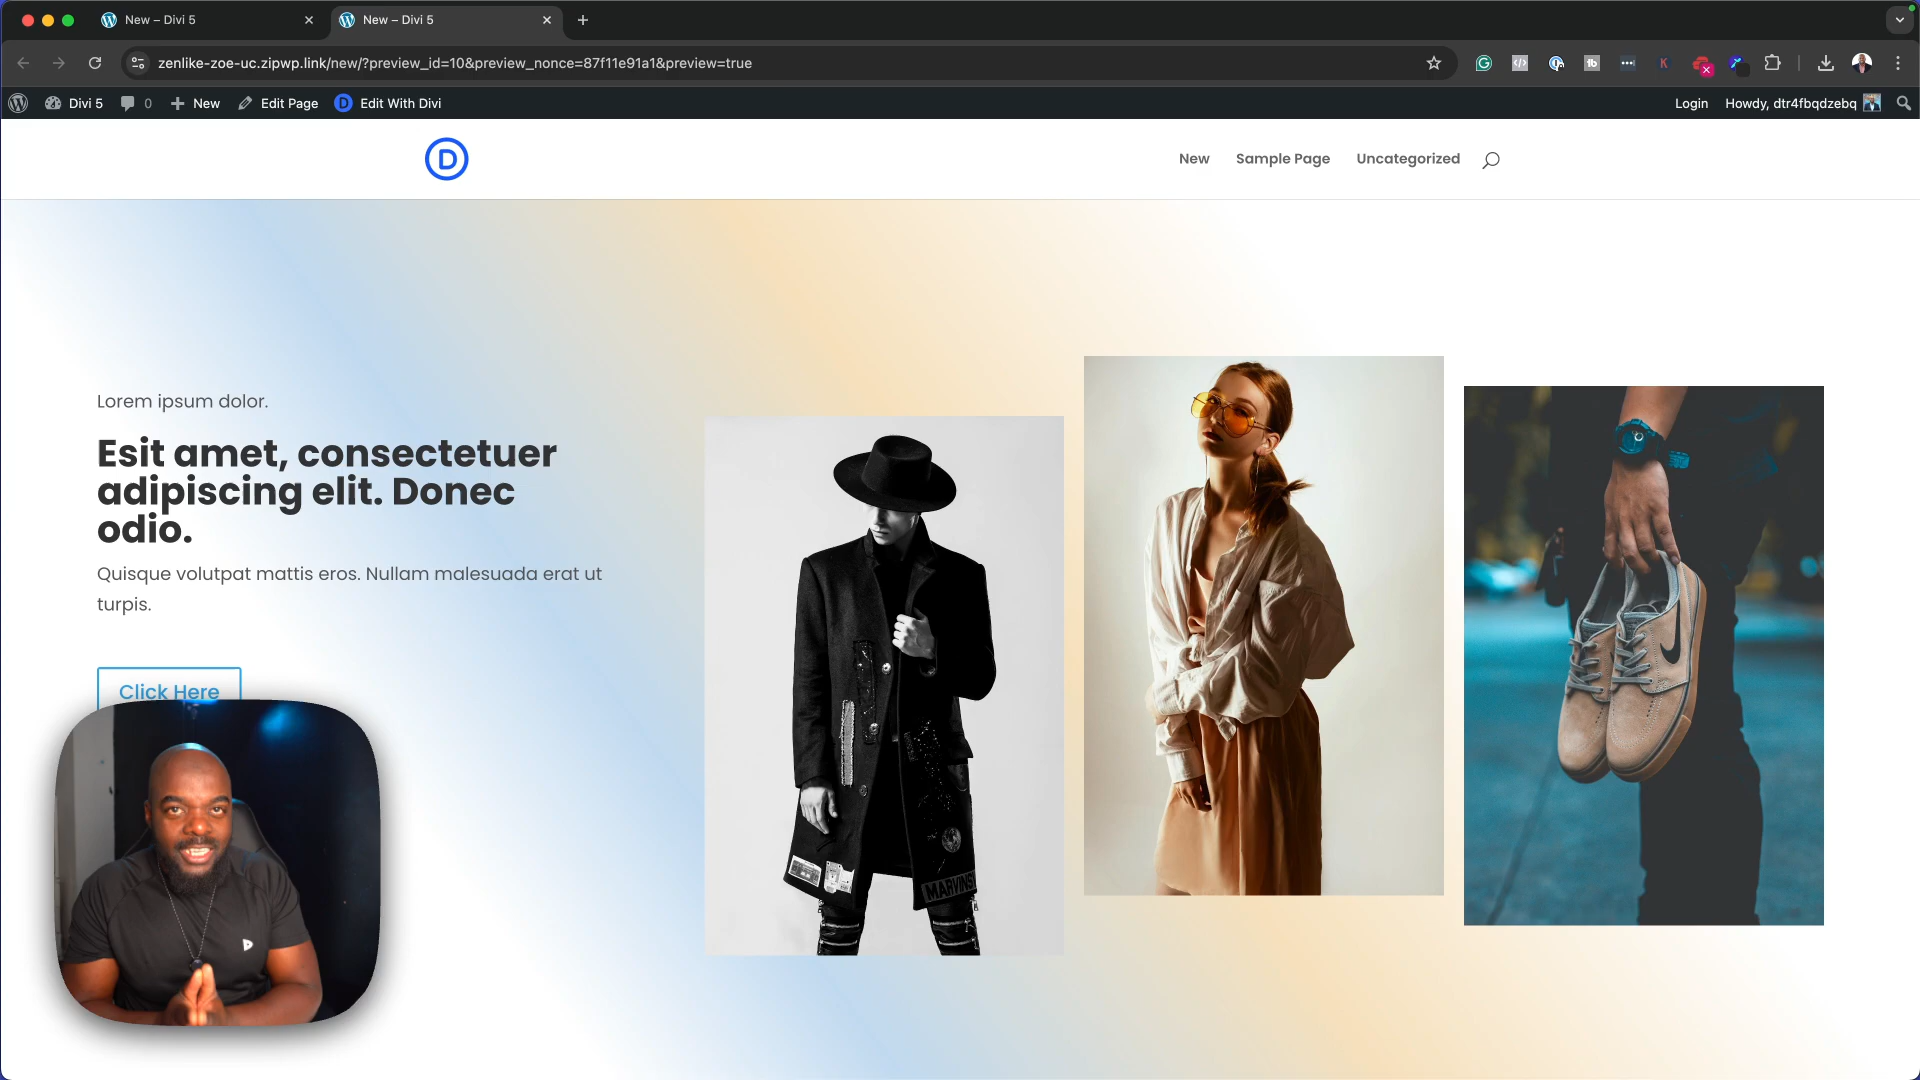 New – Divi 5
New – Divi 5
zenlike-zoe-uc.zipwp.link/new/?preview_id=10&preview_nonce=87f11e91a1&preview=true
Divi 5
0
New
Edit Page
Edit With Divi
Login
Howdy, dtr4fbqdzebq
D
New
Sample Page
Uncategorized
Lorem ipsum dolor.
Esit amet, consectetuer
adipiscing elit. Donec
odio.
Quisque volutpat mattis eros. Nullam malesuada erat ut
turpis.
Click Here
MARVINS